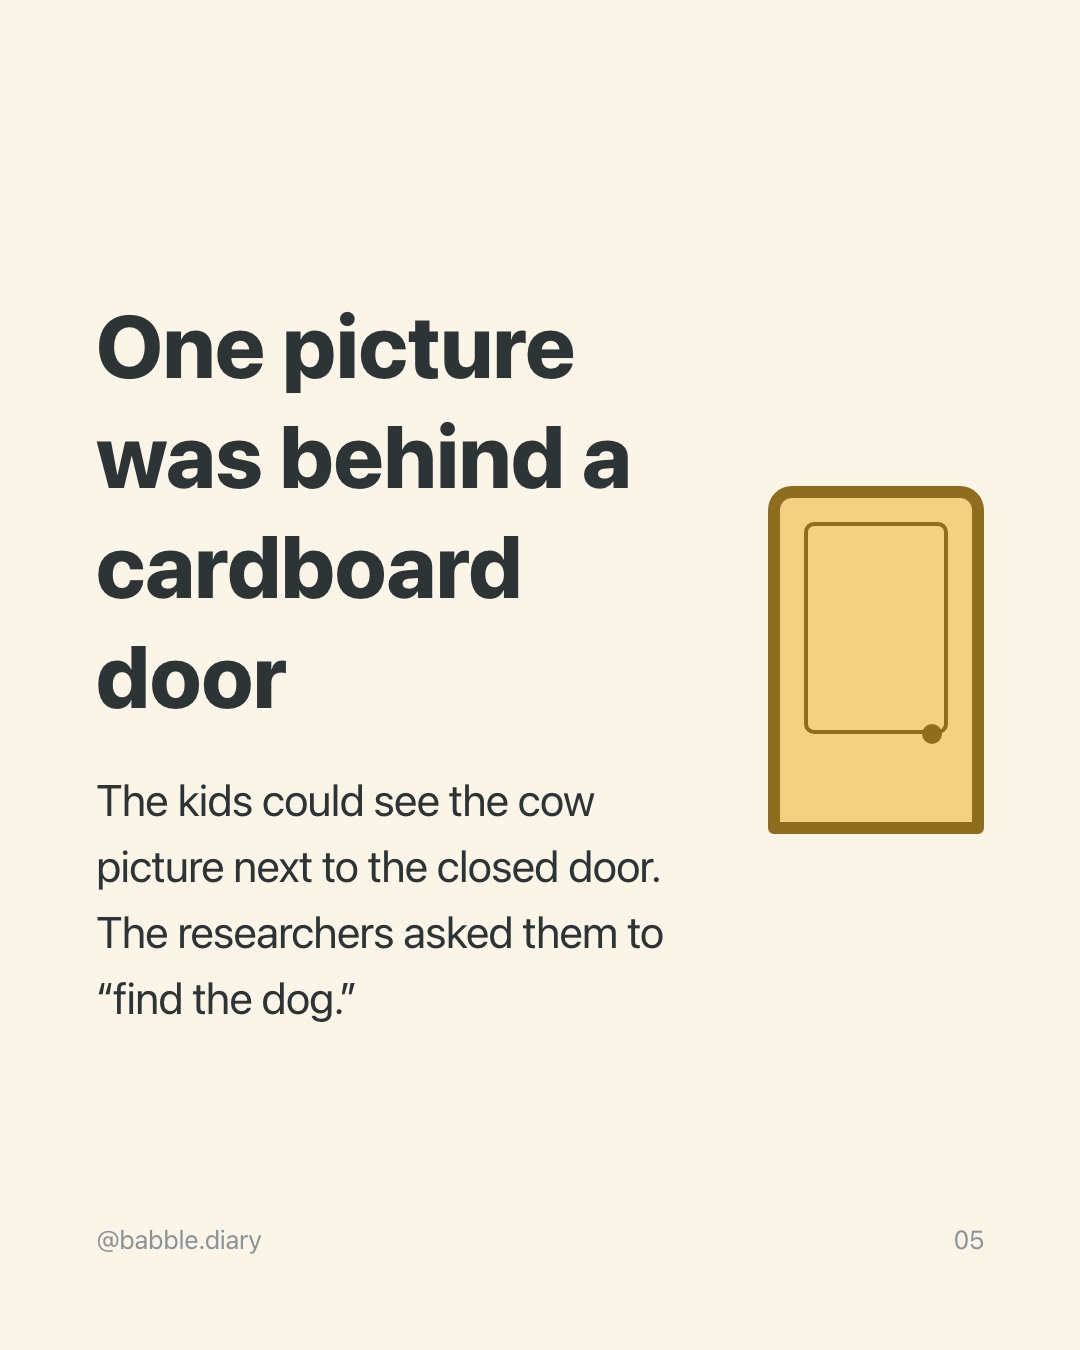 One picture
was behind a
cardboard
door
The kids could see the cow
picture next to the closed door.
The researchers asked them to
“find the dog.”
@babble.diary
05